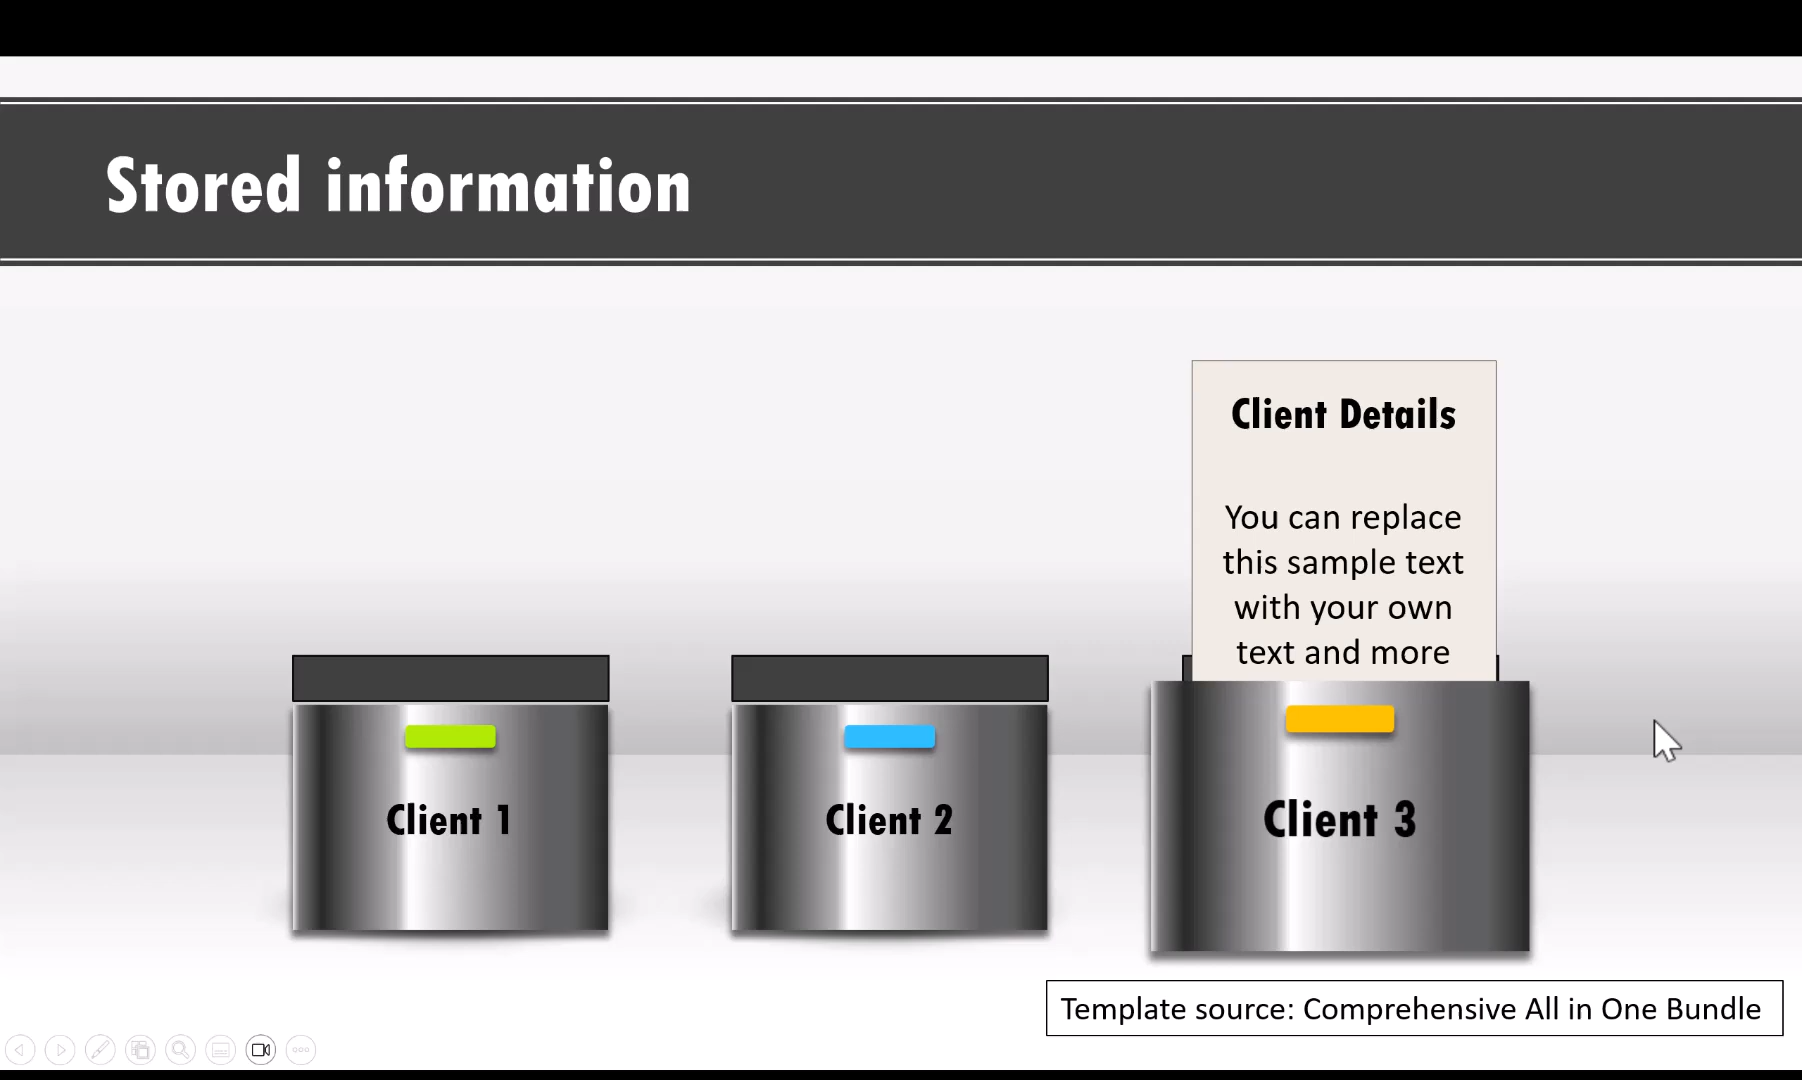 Stored information
Client Details
You can replace
this sample text
with your own
text and more
Client 1
Client 2
Client 3
Template source: Comprehensive All in One Bundle